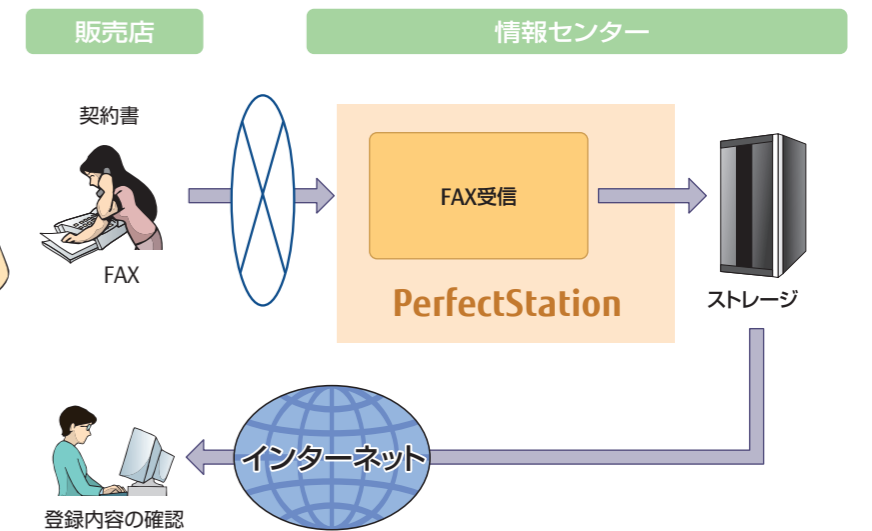 販売店
情報センター
契約書
FAX
FAX受信
PerfectStation
ストレージ
インターネット
登録内容の確認